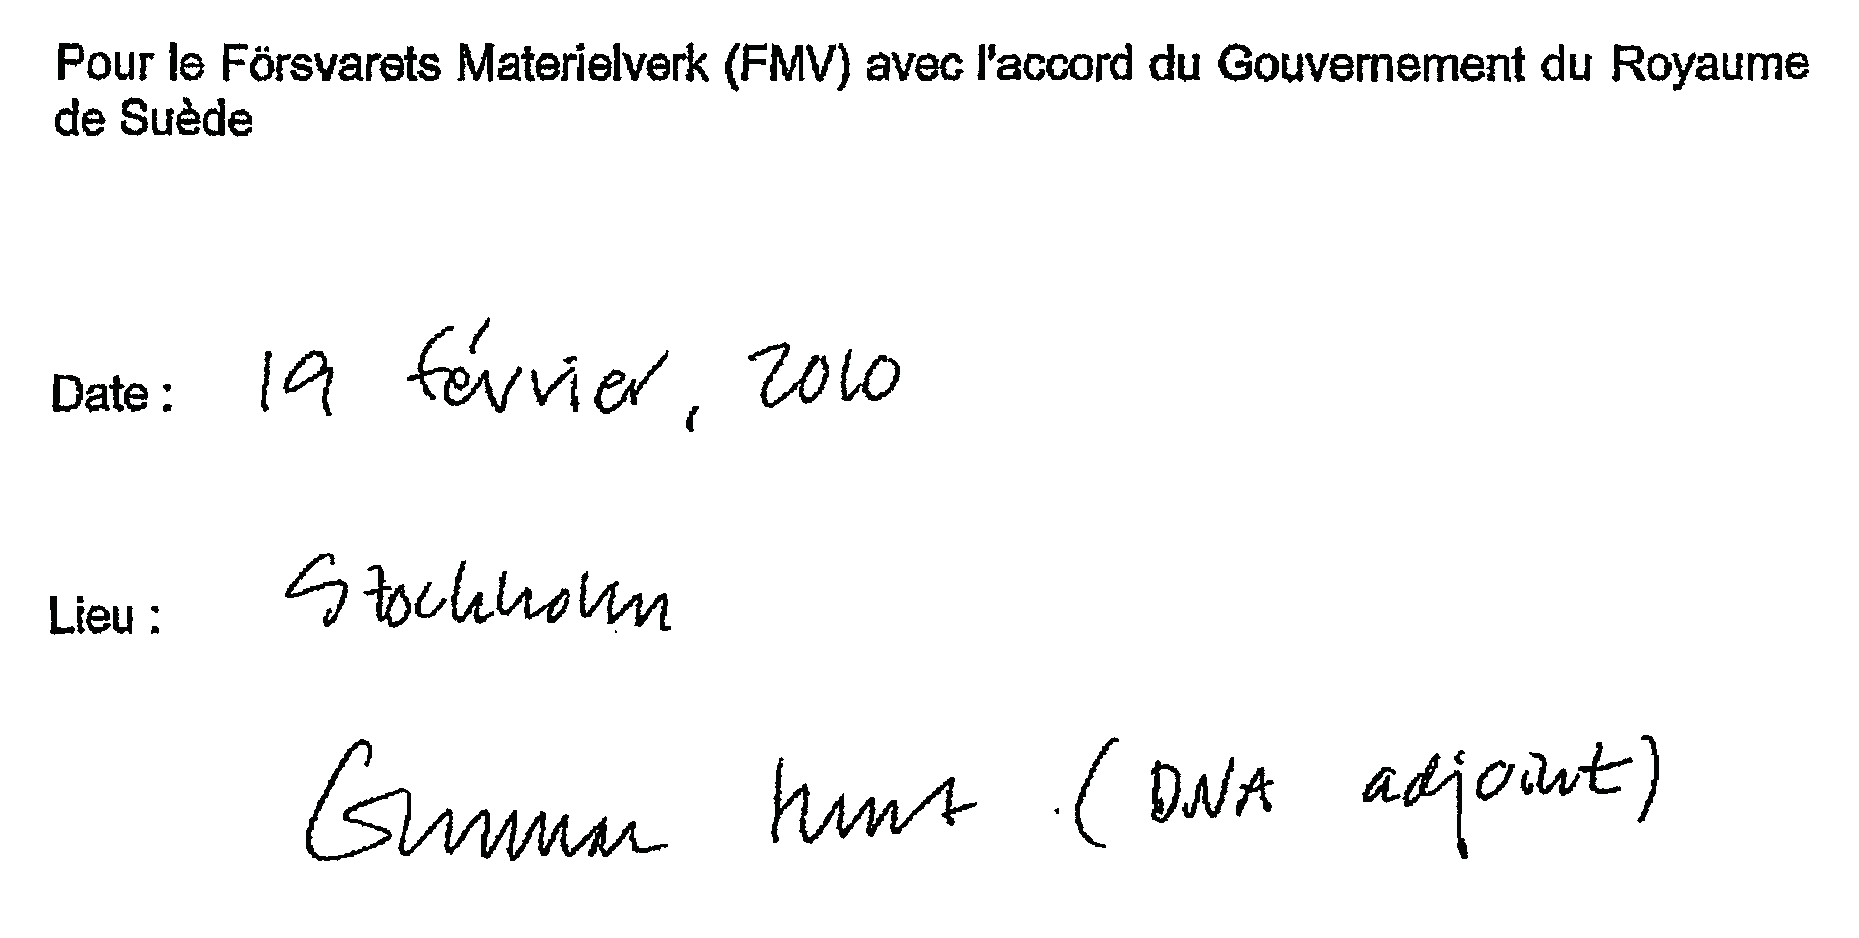 Pour le Försvarets Materielverk (FMV) avec l'accord du Gouvernement du Royaume
de Suède
Date : 19 février, 2010
Lieu : Stockholm
Gunnar (DNA adjoint)